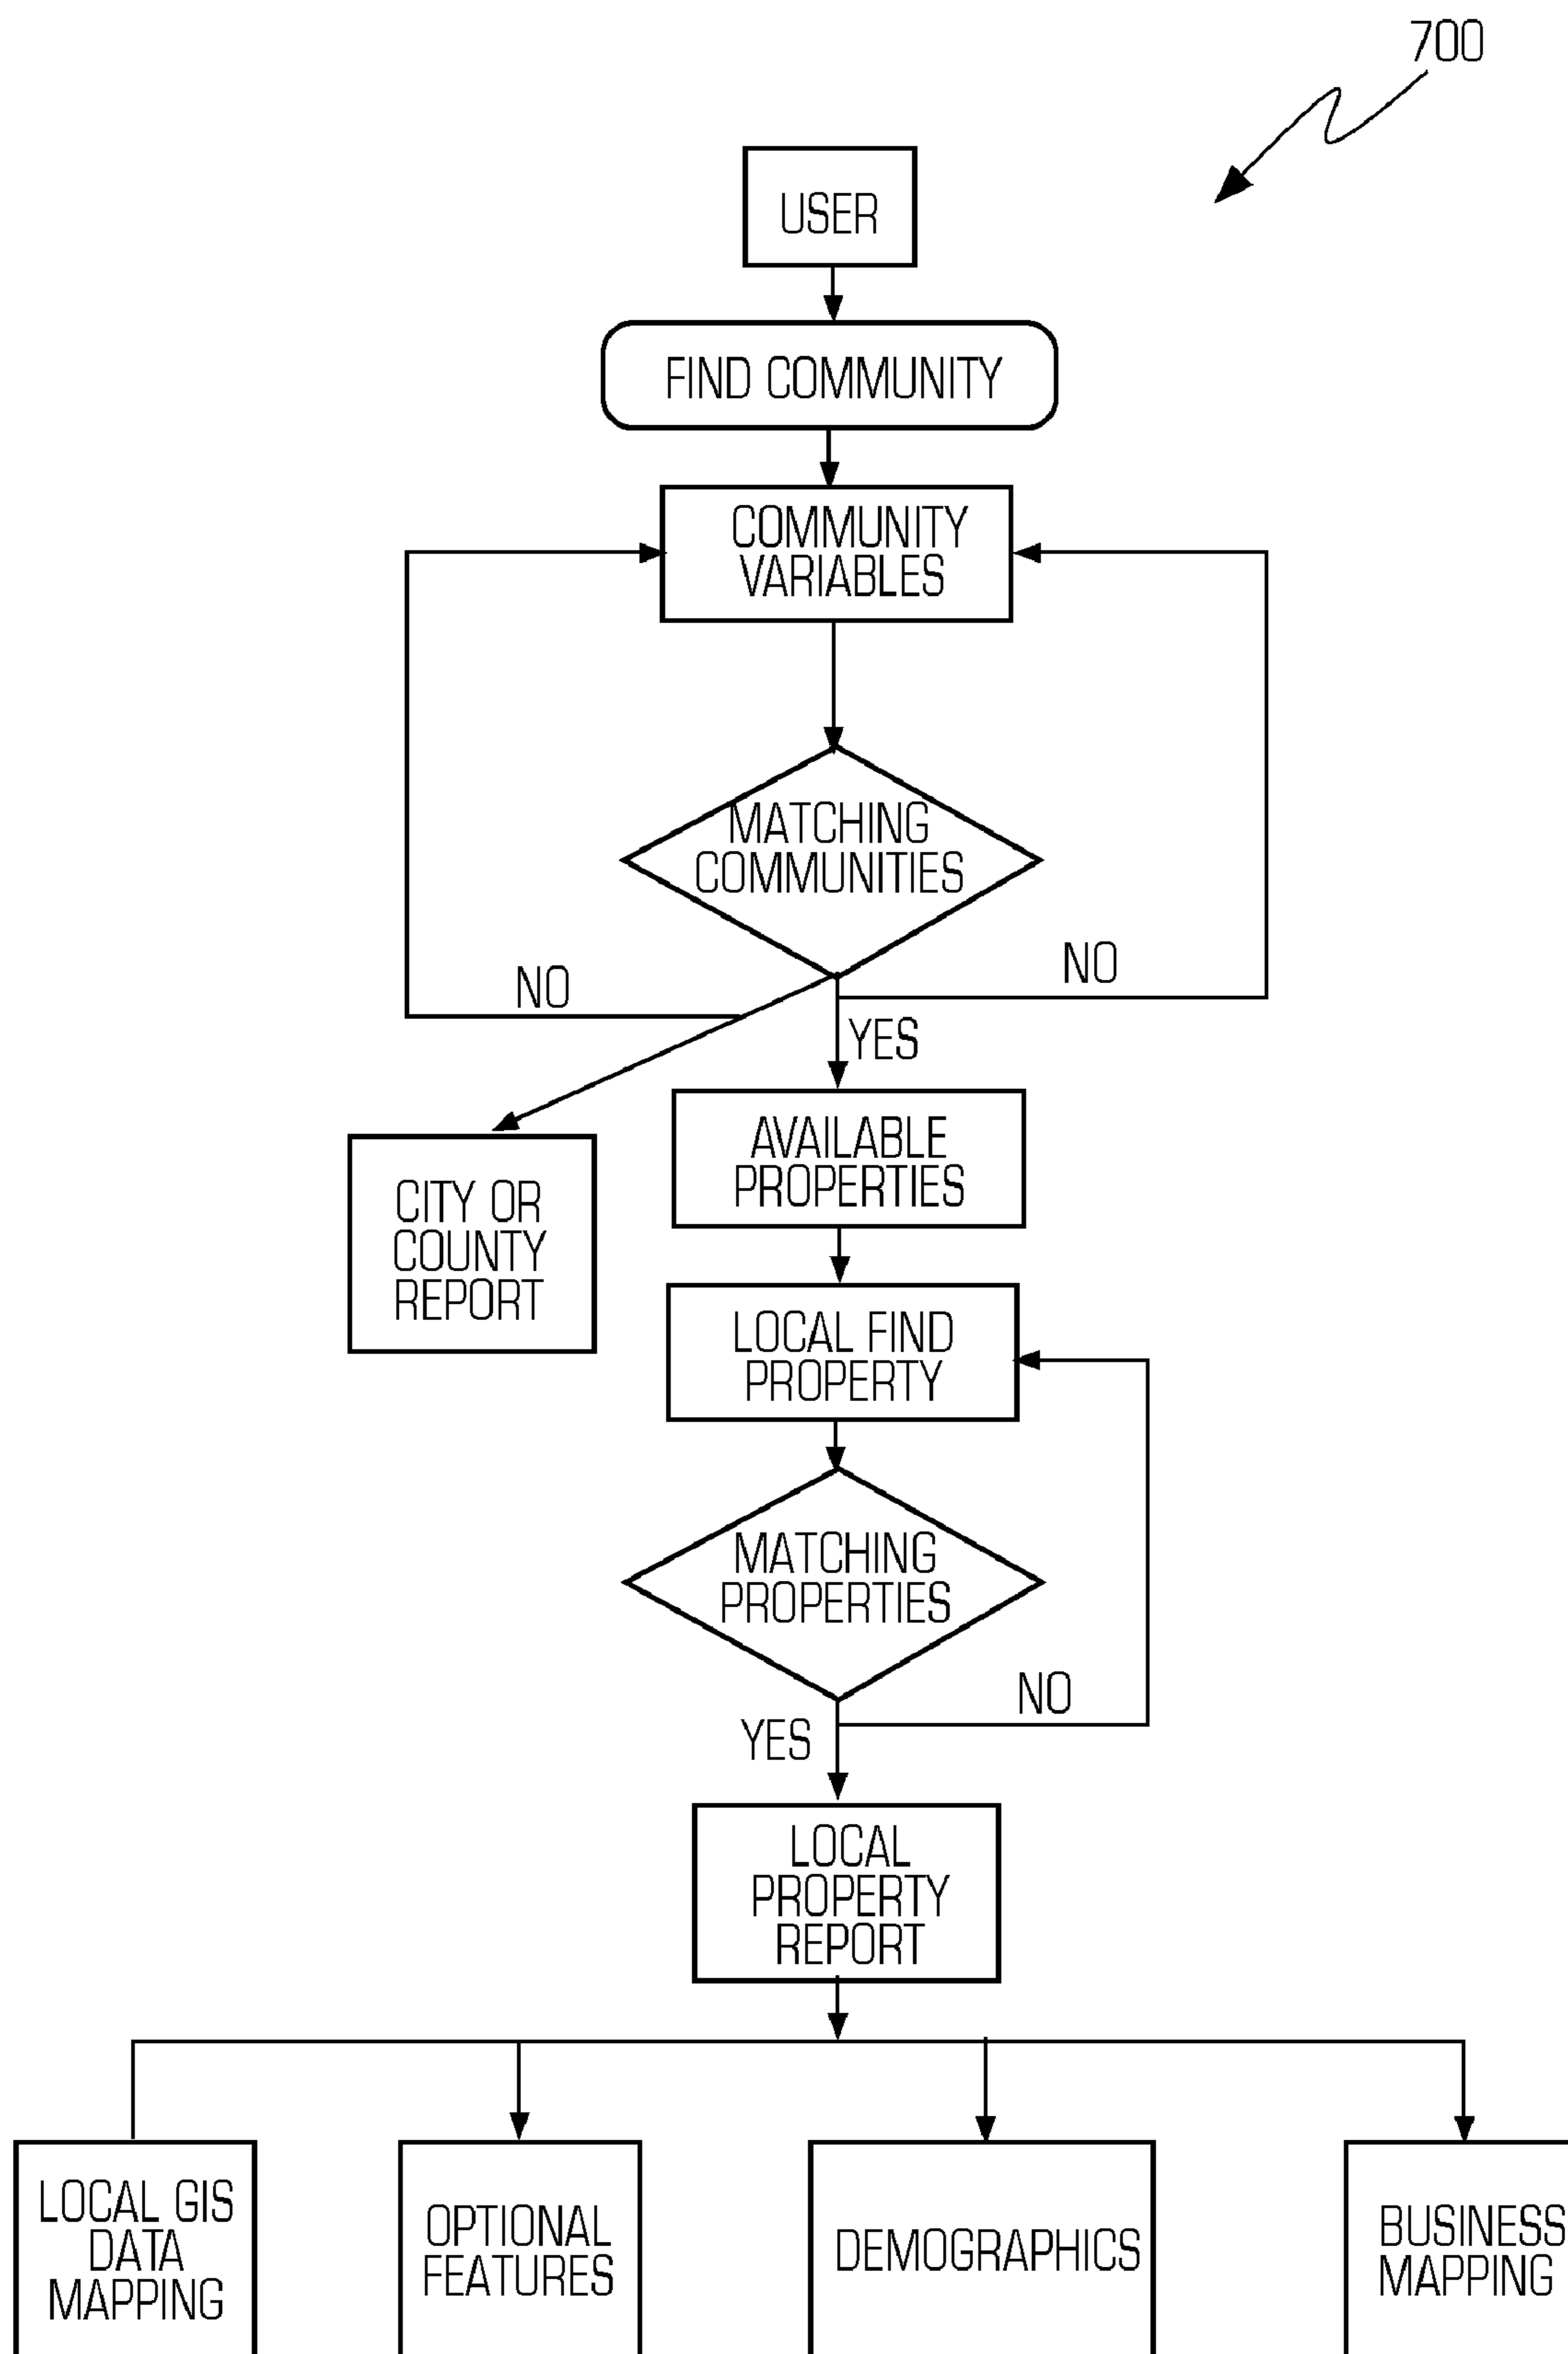 700
USER
FIND COMMUNITY
COMMUNITY
VARIABLES
MATCHING
COMMUNITIES
NO
NO
YES
AVAILABLE
PROPERTIES
CITY OR
COUNTY
REPORT
LOCAL FIND
PROPERTY
MATCHING
PROPERTIES
NO
YES
LOCAL
PROPERTY
REPORT
LOCAL GIS
DATA
MAPPING
OPTIONAL
FEATURES
DEMOGRAPHICS
BUSINESS
MAPPING